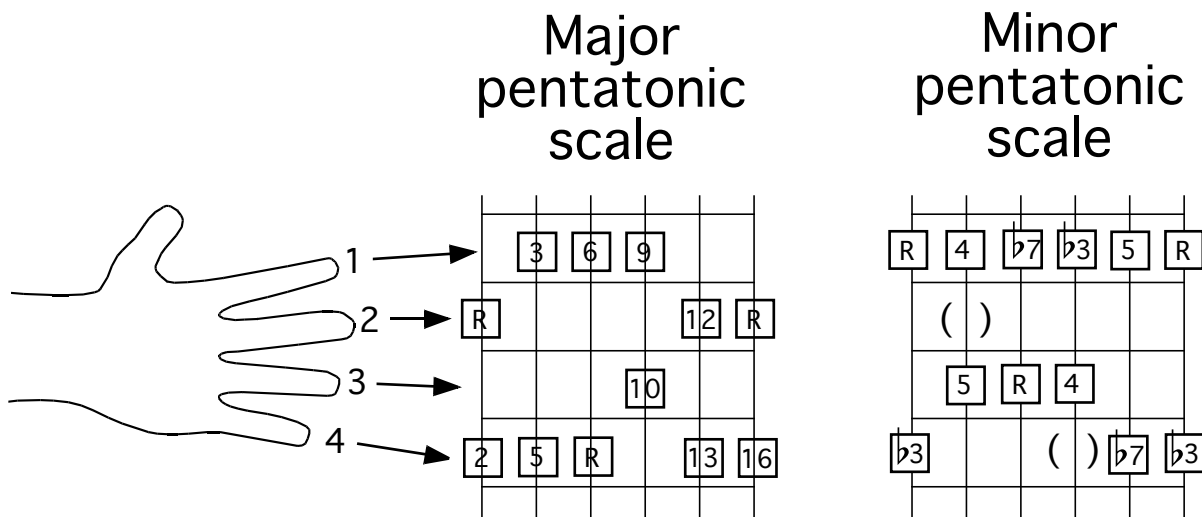 Major
pentatonic
scale
Minor
pentatonic
scale
1
3 6 9
R 4 ♭7 ♭3 5 R
2
R 12 R
( )
3
10
5 R 4
4
2 5 R 13 16
♭3 ( ) ♭7 ♭3